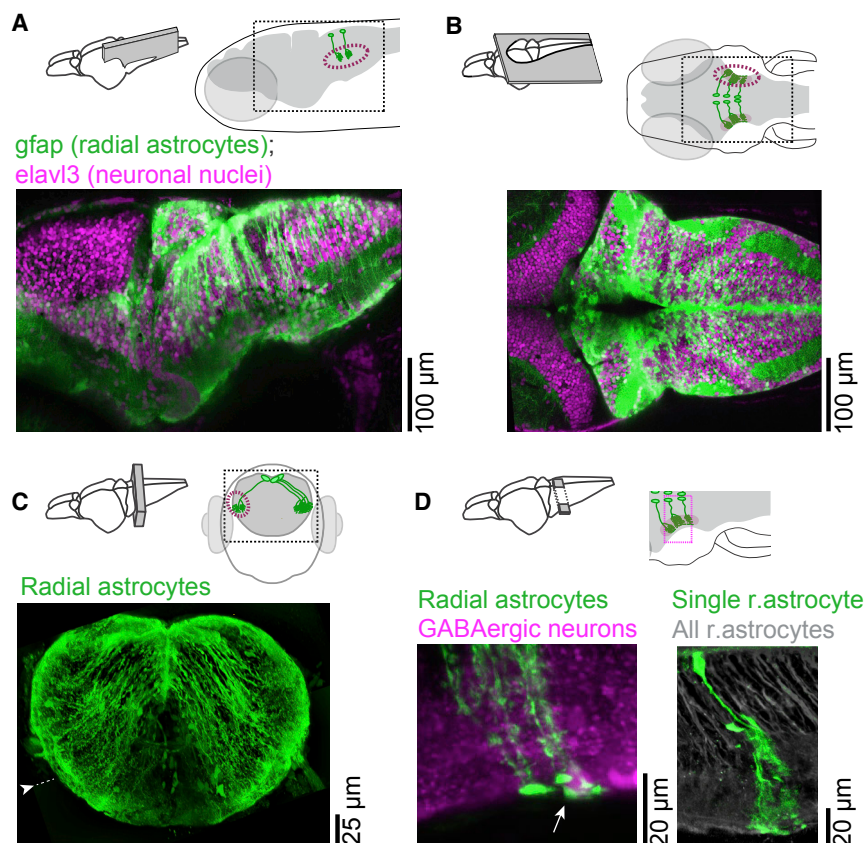 A
B
gfap (radial astrocytes);
elavl3 (neuronal nuclei)
100 µm
100 µm
C
D
Radial astrocytes
Radial astrocytes
GABAergic neurons
Single r.astrocyte
All r.astrocytes
25 µm
20 µm
20 µm